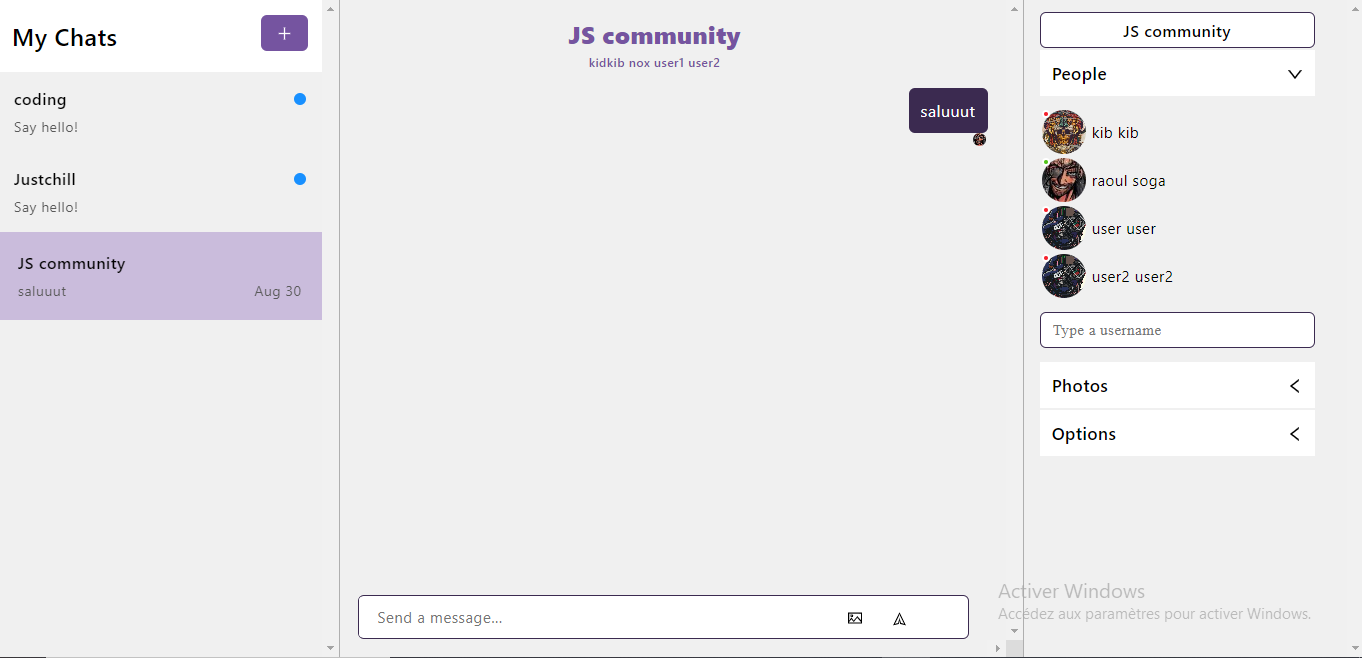 My Chats
+
coding
Say hello!
Justchill
Say hello!
JS community
saluuut Aug 30
JS community
kidkib nox user1 user2
saluuut
Send a message...
JS community
People
kib kib
raoul soga
user user
user2 user2
Type a username
Photos
Options
Activer Windows
Accédez aux paramètres pour activer Windows.